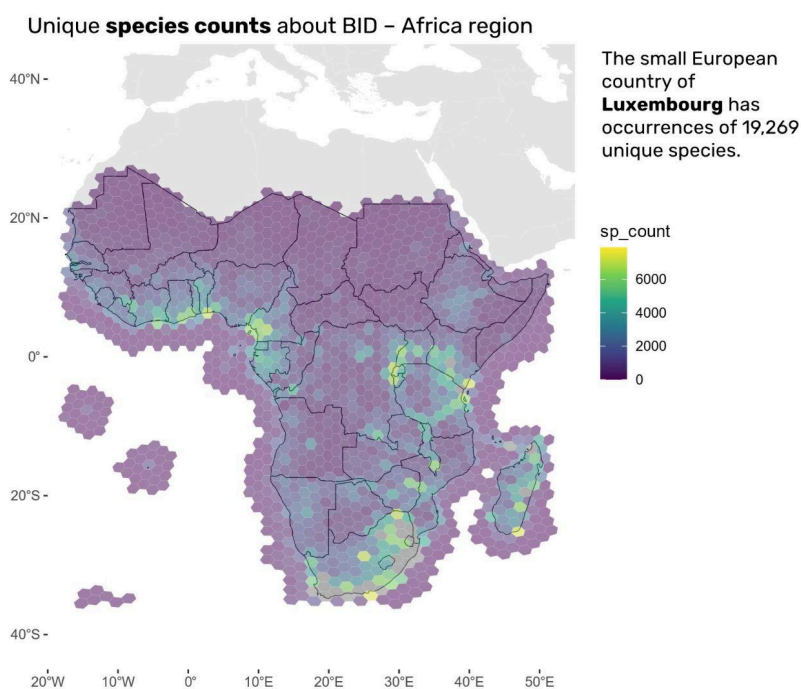 Unique species counts about BID – Africa region
The small European
country of
Luxembourg has
occurrences of 19,269
unique species.
sp_count
6000
4000
2000
0
40°N
20°N
0°
20°S
40°S
20°W 10°W 0° 10°E 20°E 30°E 40°E 50°E